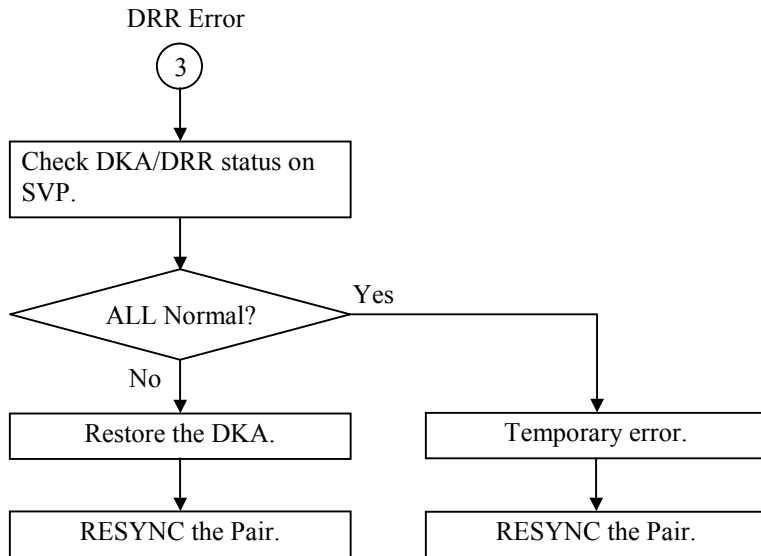 DRR Error
3
Check DKA/DRR status on
SVP.
ALL Normal?
Yes
No
Restore the DKA.
Temporary error.
RESYNC the Pair.
RESYNC the Pair.